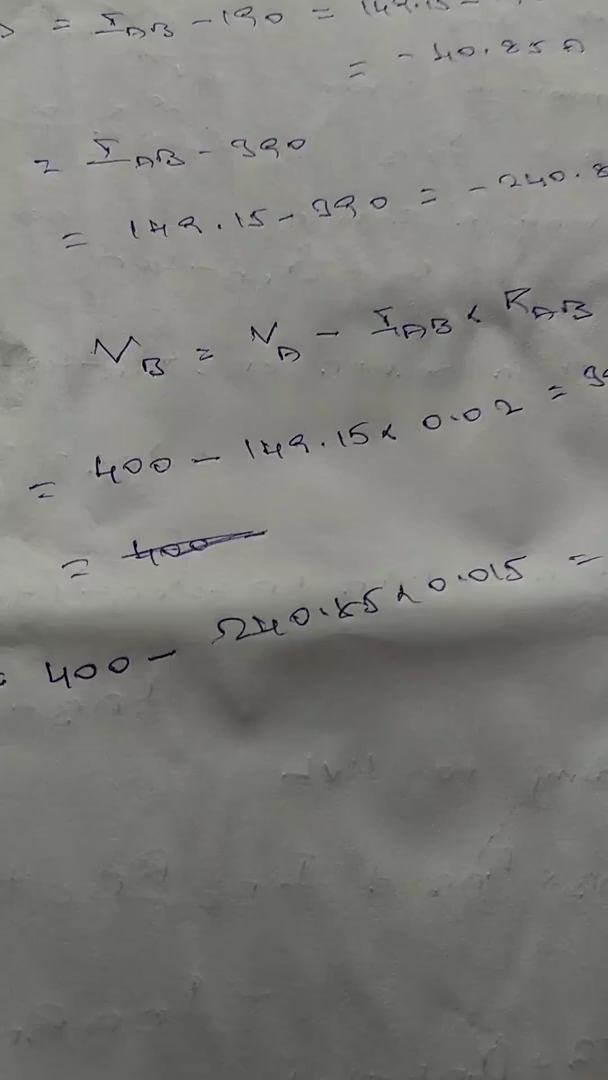 = I_AB - 190 = 149.15 -
= - 40.85 A
= I_AB - 390
= 149.15 - 390 = - 240.8
V_B = V_A - I_AB × R_AB
= 400 - 149.15 × 0.02 =
= 400
= 400 - 240.85 × 0.015 =